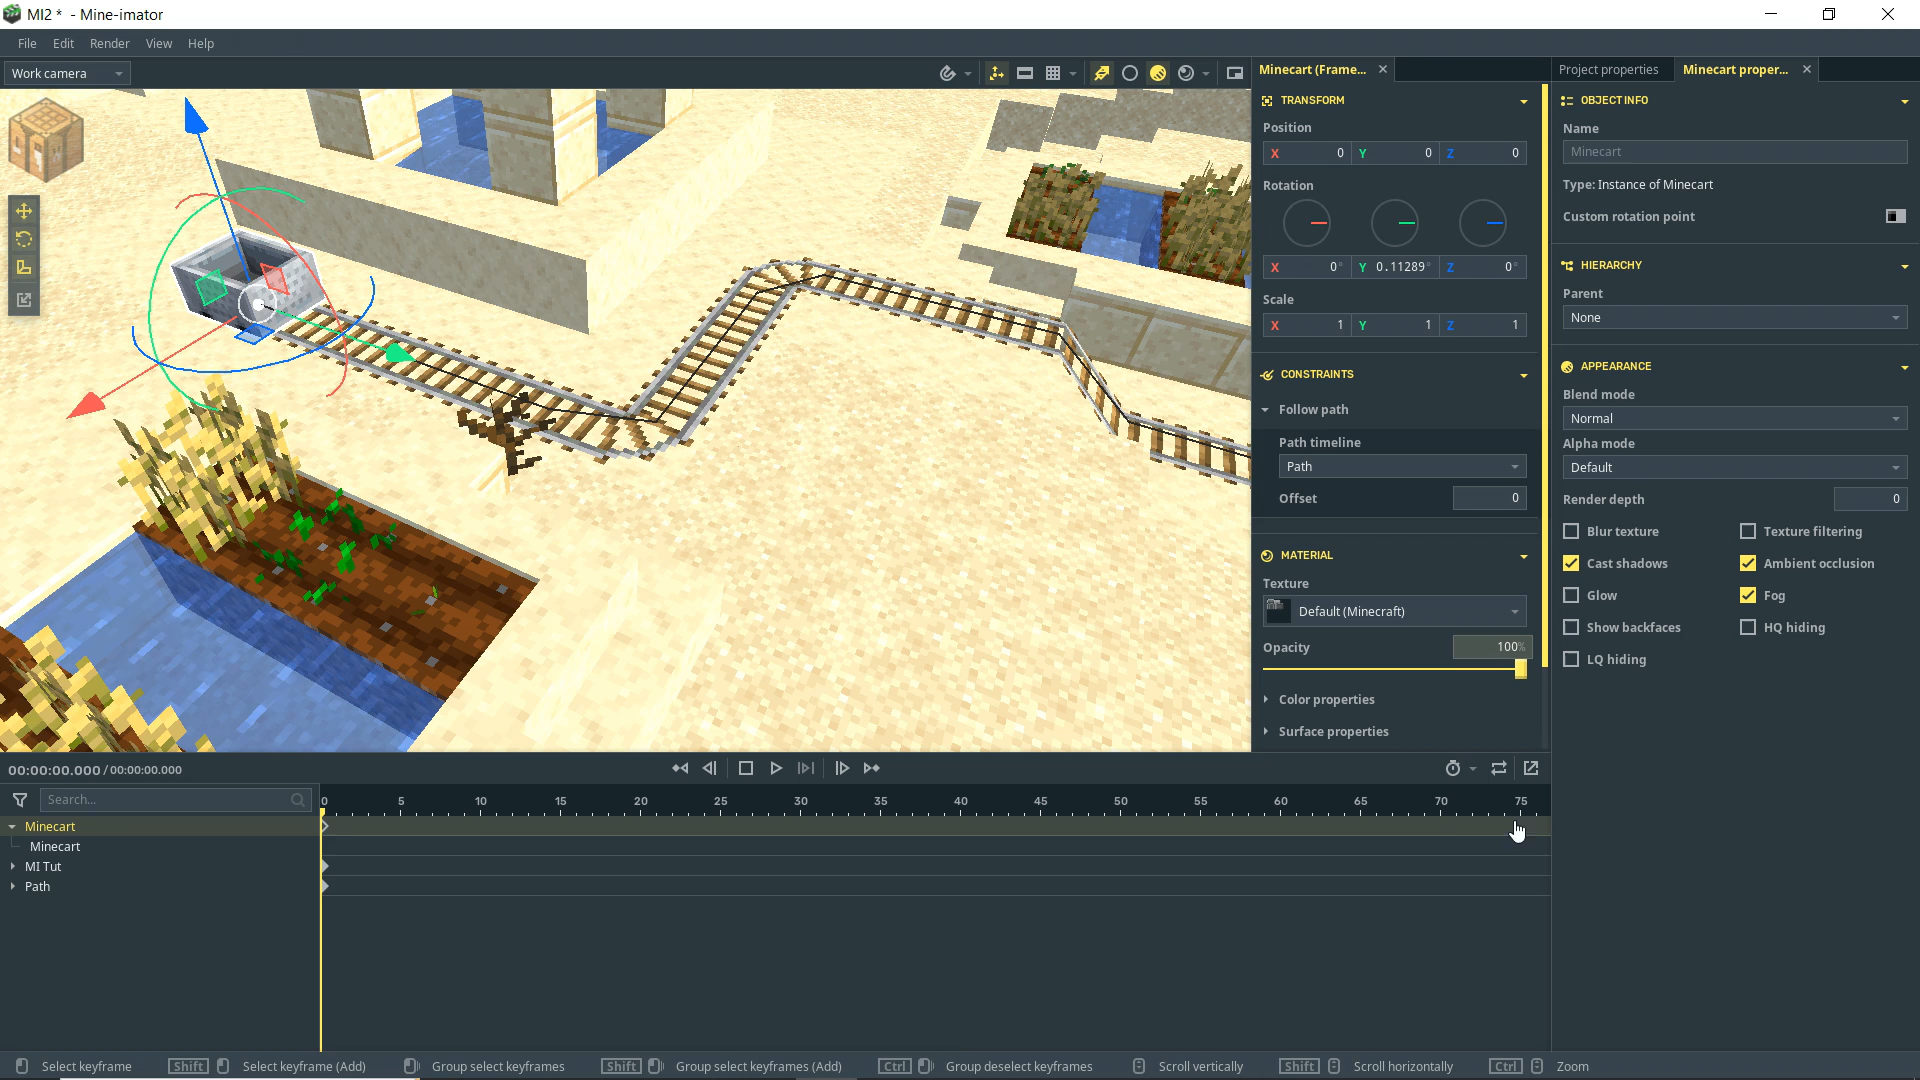 MI2 * - Mine-imator
File Edit Render View Help
Work camera
Minecart (Frame...
Project properties
Minecart proper...
TRANSFORM
Position
X 0 Y 0 Z 0
Rotation
X 0° Y 0.11289° Z 0°
Scale
X 1 Y 1 Z 1
CONSTRAINTS
Follow path
Path timeline
Path
Offset 0
MATERIAL
Texture
Default (Minecraft)
Opacity 100%
Color properties
Surface properties
OBJECT INFO
Name
Minecart
Type: Instance of Minecart
Custom rotation point
HIERARCHY
Parent
None
APPEARANCE
Blend mode
Normal
Alpha mode
Default
Render depth 0
Blur texture Texture filtering
Cast shadows Ambient occlusion
Glow Fog
Show backfaces HQ hiding
LQ hiding
00:00:00.000 / 00:00:00.000
Search...
0 5 10 15 20 25 30 35 40 45 50 55 60 65 70 75
Minecart
Minecart
MI Tut
Path
Select keyframe Shift Select keyframe (Add) Group select keyframes Shift Group select keyframes (Add) Ctrl Group deselect keyframes Scroll vertically Shift Scroll horizontally Ctrl Zoom